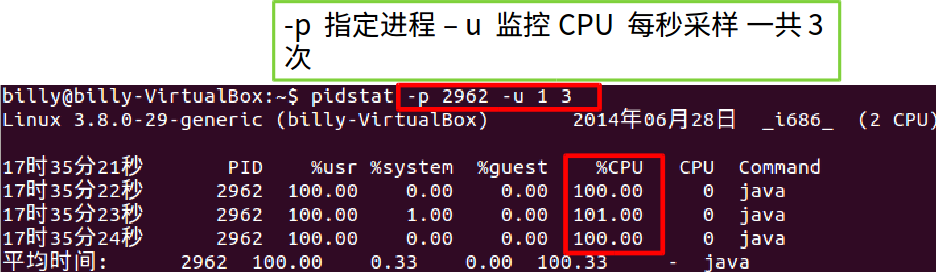 -p 指定进程 – u 监控 CPU 每秒采样 一共 3
次
billy@billy-VirtualBox:~$ pidstat -p 2962 -u 1 3
Linux 3.8.0-29-generic (billy-VirtualBox) 2014年06月28日 _i686_ (2 CPU)
17时35分21秒 PID %usr %system %guest %CPU CPU Command
17时35分22秒 2962 100.00 0.00 0.00 100.00 0 java
17时35分23秒 2962 100.00 1.00 0.00 101.00 0 java
17时35分24秒 2962 100.00 0.00 0.00 100.00 0 java
平均时间: 2962 100.00 0.33 0.00 100.33 - java